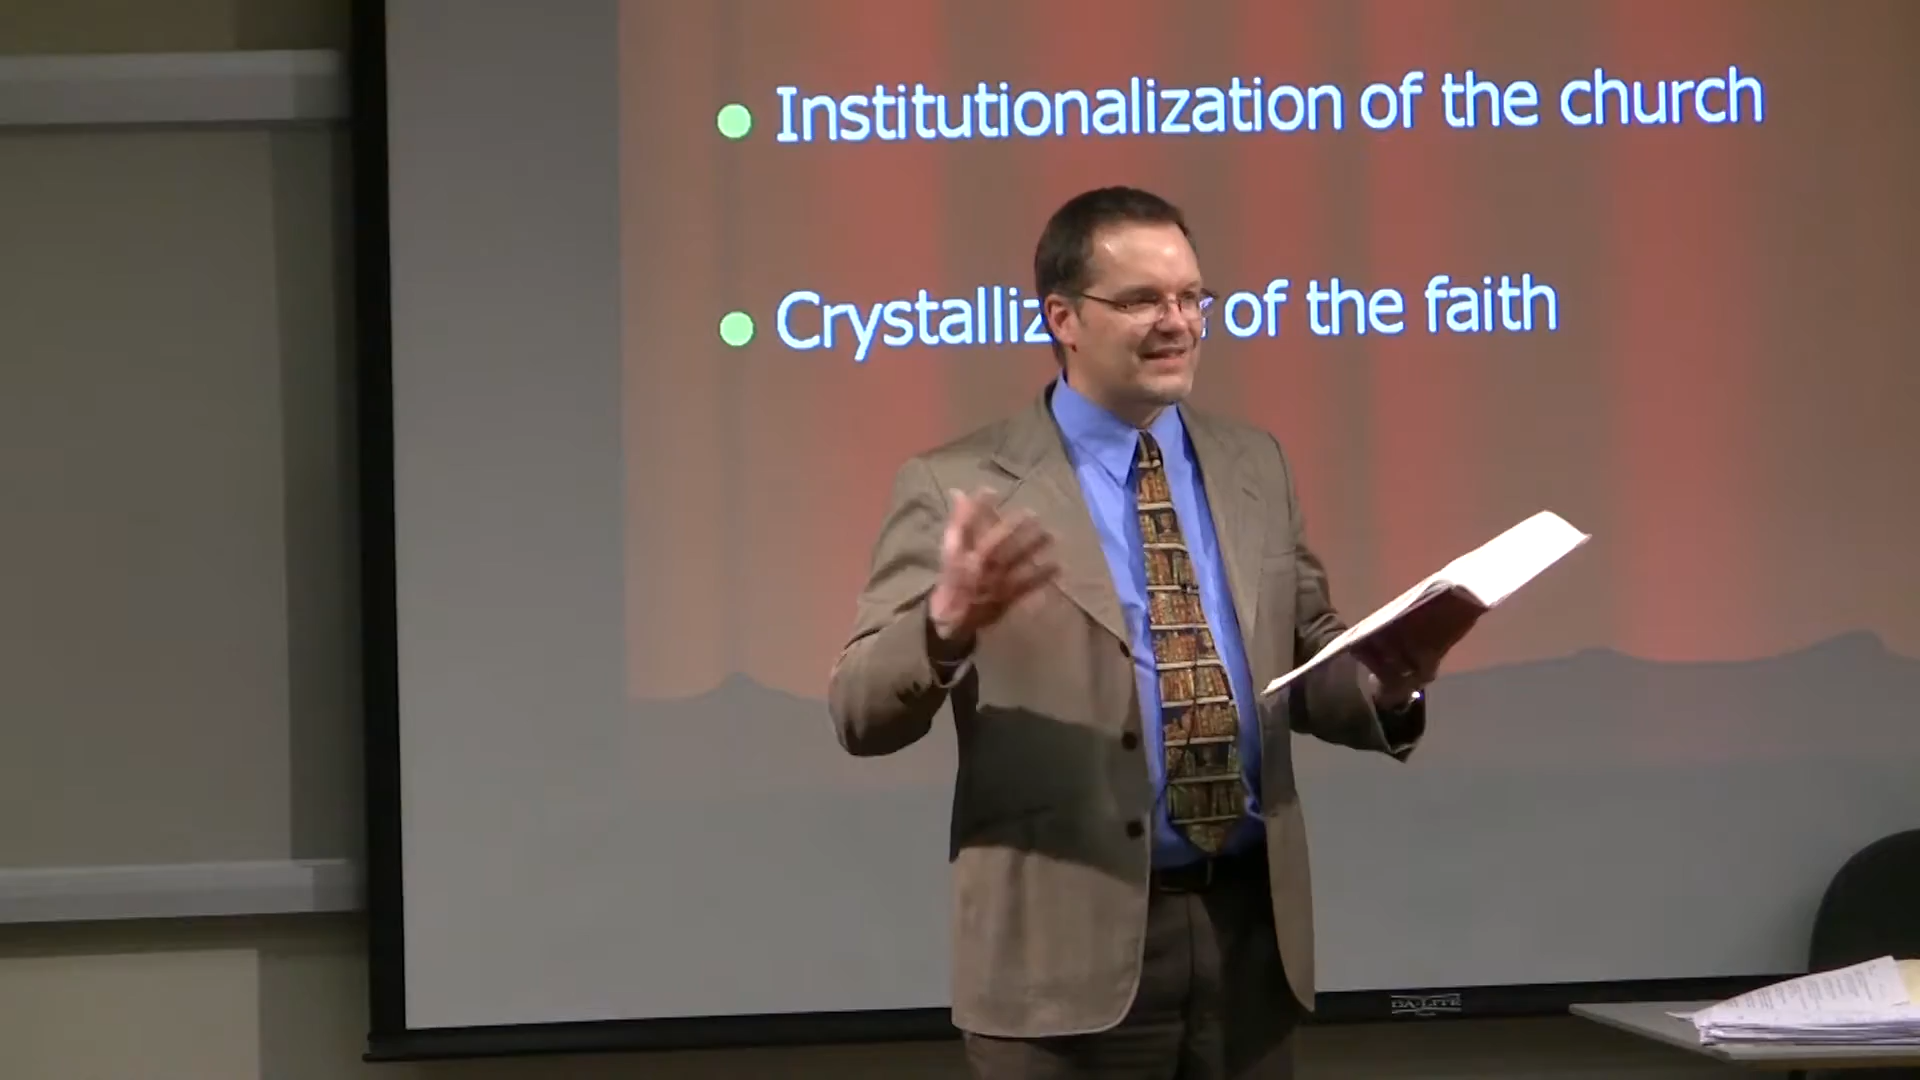 Institutionalization of the church
Crystalliz of the faith
DA-LITE